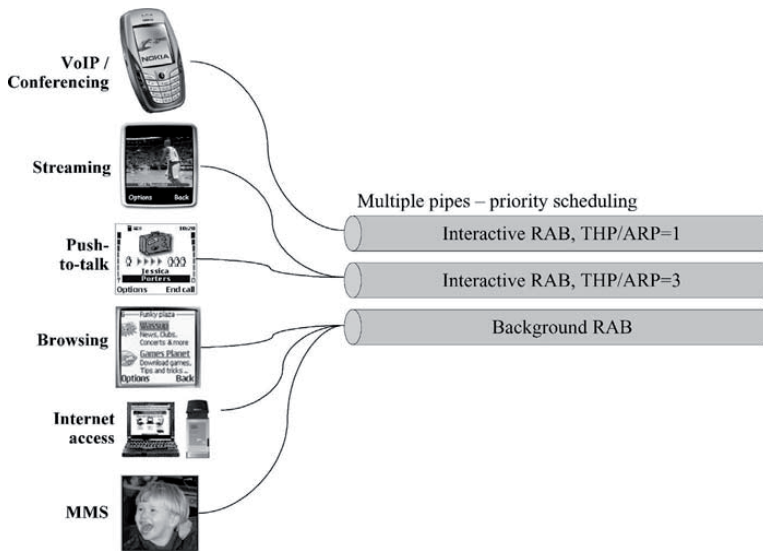 VoIP /
Conferencing
NOKIA
Streaming
Options Back
Multiple pipes – priority scheduling
Interactive RAB, THP/ARP=1
Push-
to-talk
Jessica
Porters
Options End call
Interactive RAB, THP/ARP=3
Funky plaza
Wassup
News, Clubs,
Concerts & more
Games Planet
Download games,
Tips and tricks...
Options Back
Browsing
Background RAB
Internet
access
MMS